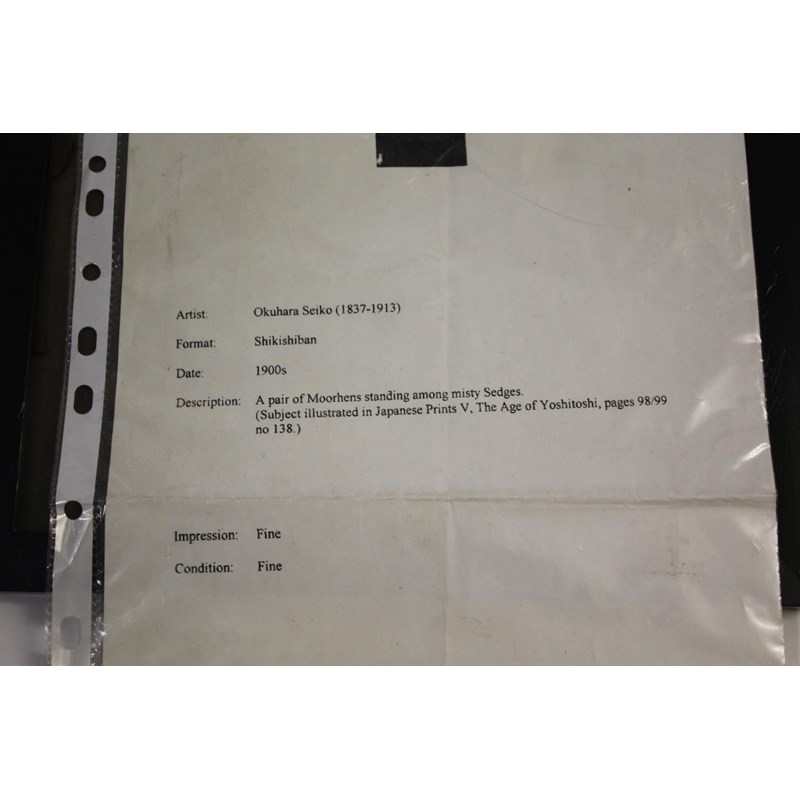 Artist: Okuhara Seiko (1837-1913)
Format: Shikishiban
Date: 1900s
Description: A pair of Moorhens standing among misty Sedges.
(Subject illustrated in Japanese Prints V, The Age of Yoshitoshi, pages 98/99
no 138.)
Impression: Fine
Condition: Fine